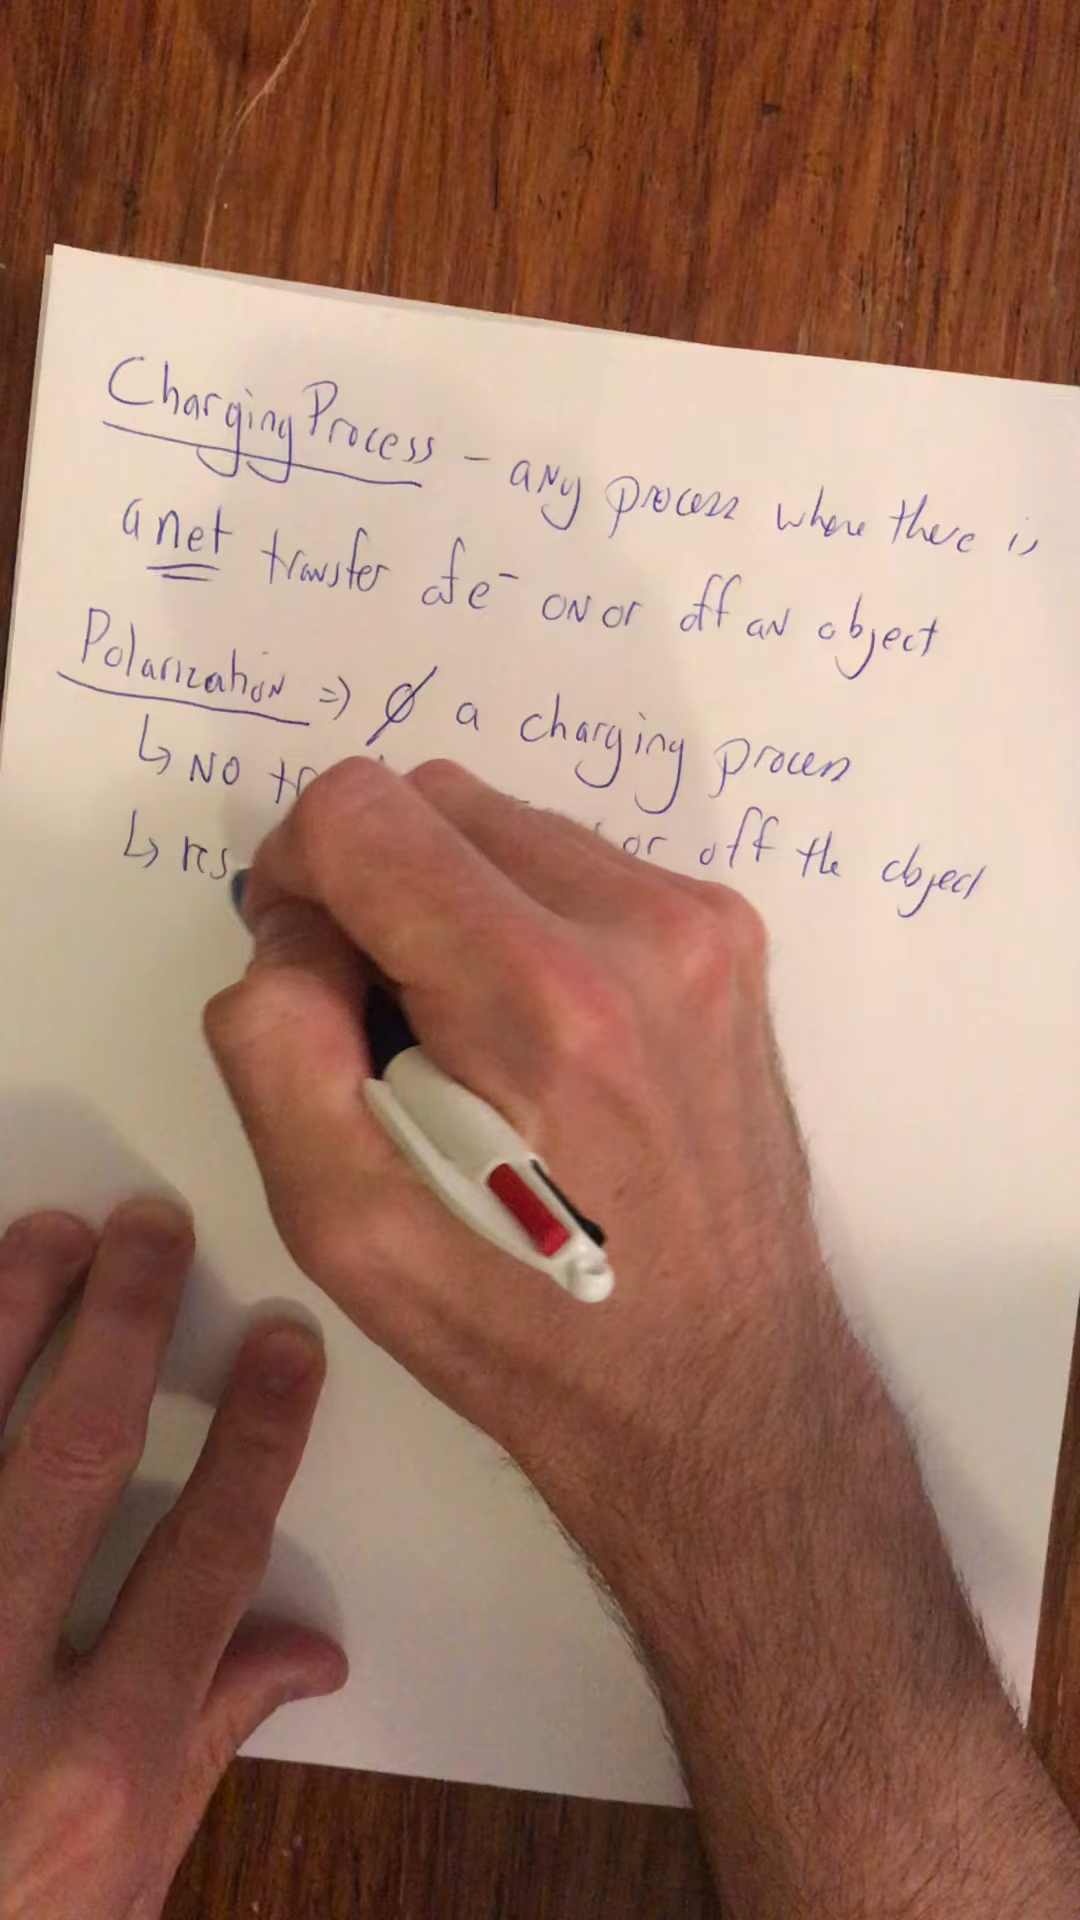 Charging Process - any process where there is
a net transfer of e⁻ on or off an object
Polarization => Ø a charging process
↳ NO or off the object
↳ res